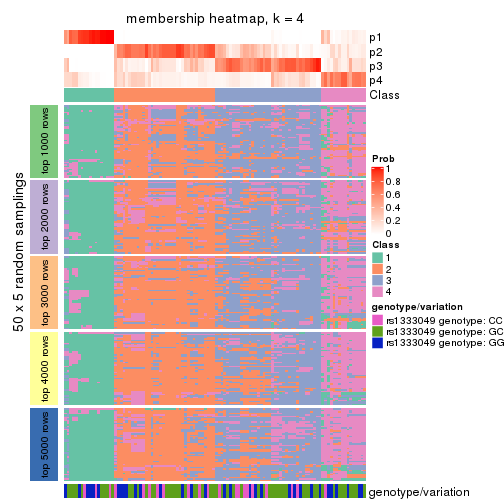 membership heatmap, k = 4
p1
p2
p3
p4
Class
50 x 5 random samplings
top 1000 rows
top 2000 rows
top 3000 rows
top 4000 rows
top 5000 rows
genotype/variation
Prob
1
0.8
0.6
0.4
0.2
0
Class
1
2
3
4
genotype/variation
rs1333049 genotype: CC
rs1333049 genotype: GC
rs1333049 genotype: GG